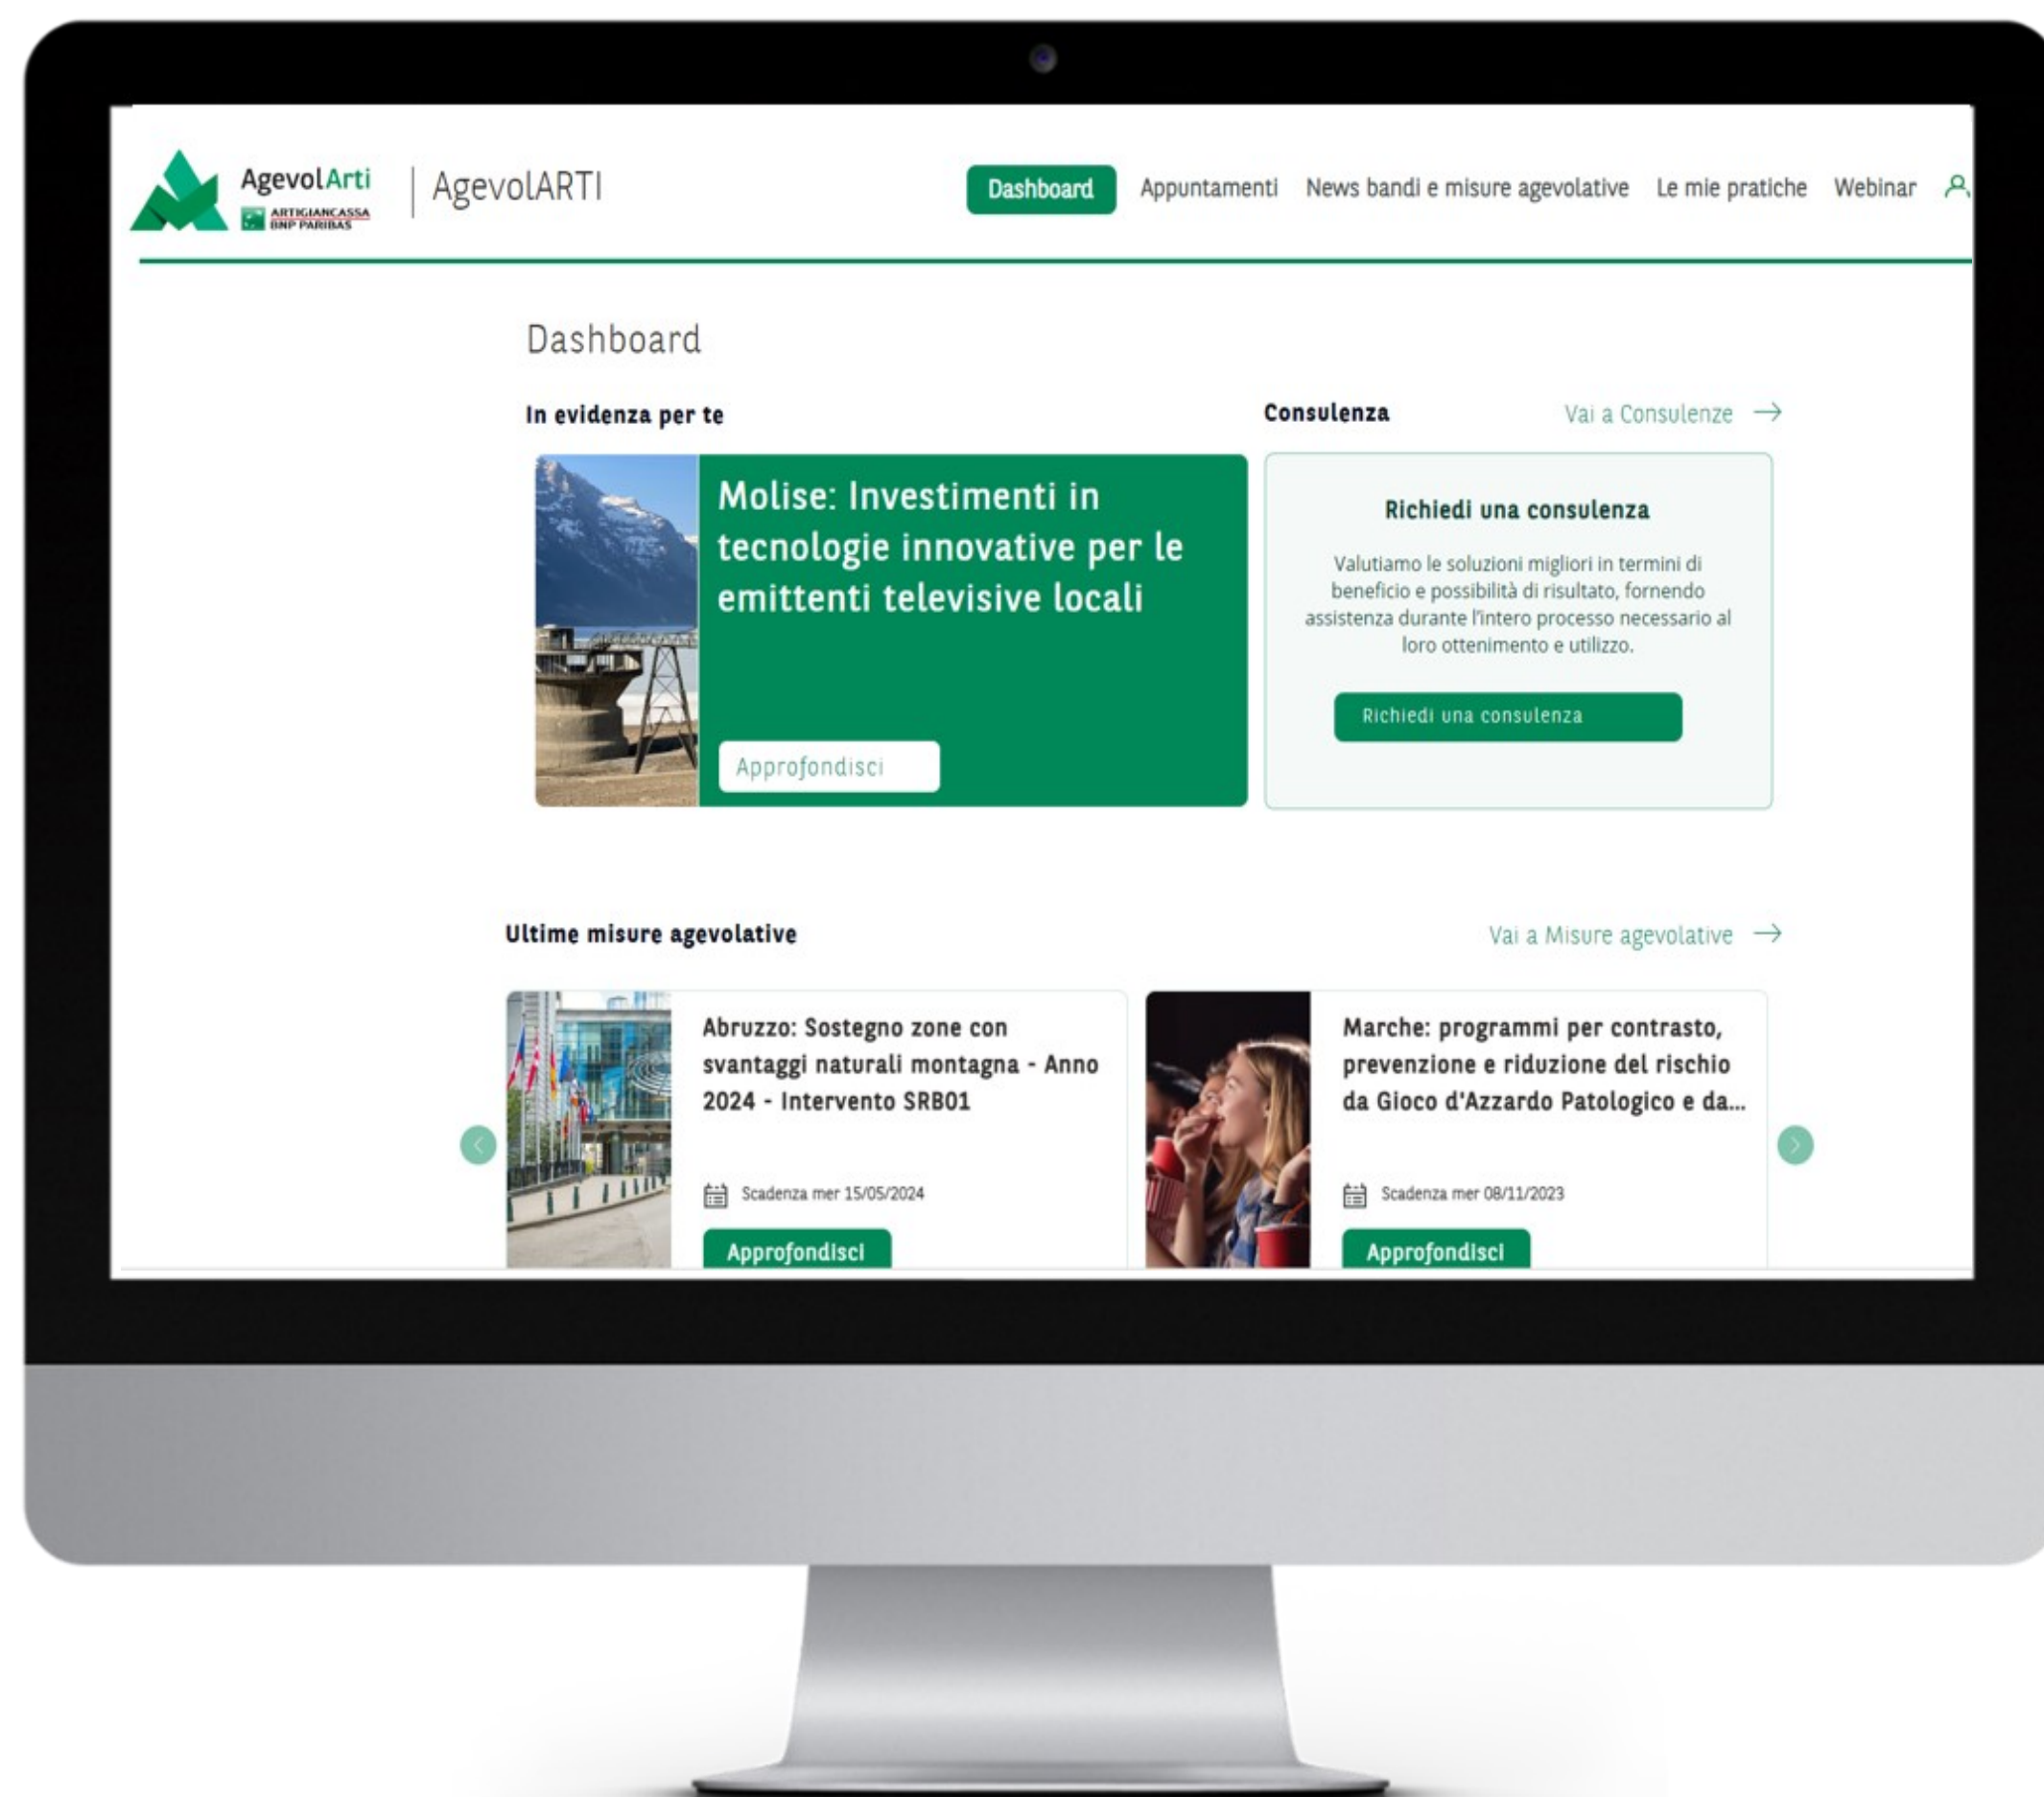 AgevolArti
ARTIGIANCASSA
BNP PARIBAS
AgevolARTI
Dashboard
Appuntamenti
News bandi e misure agevolative
Le mie pratiche
Webinar
Dashboard
In evidenza per te
Molise: Investimenti in
tecnologie innovative per le
emittenti televisive locali
Approfondisci
Consulenza
Vai a Consulenze
Richiedi una consulenza
Valutiamo le soluzioni migliori in termini di
beneficio e possibilità di risultato, fornendo
assistenza durante l'intero processo necessario al
loro ottenimento e utilizzo.
Richiedi una consulenza
Ultime misure agevolative
Vai a Misure agevolative
Abruzzo: Sostegno zone con
svantaggi naturali montagna - Anno
2024 - Intervento SRB01
Scadenza mer 15/05/2024
Approfondisci
Marche: programmi per contrasto,
prevenzione e riduzione del rischio
da Gioco d'Azzardo Patologico e da...
Scadenza mer 08/11/2023
Approfondisci